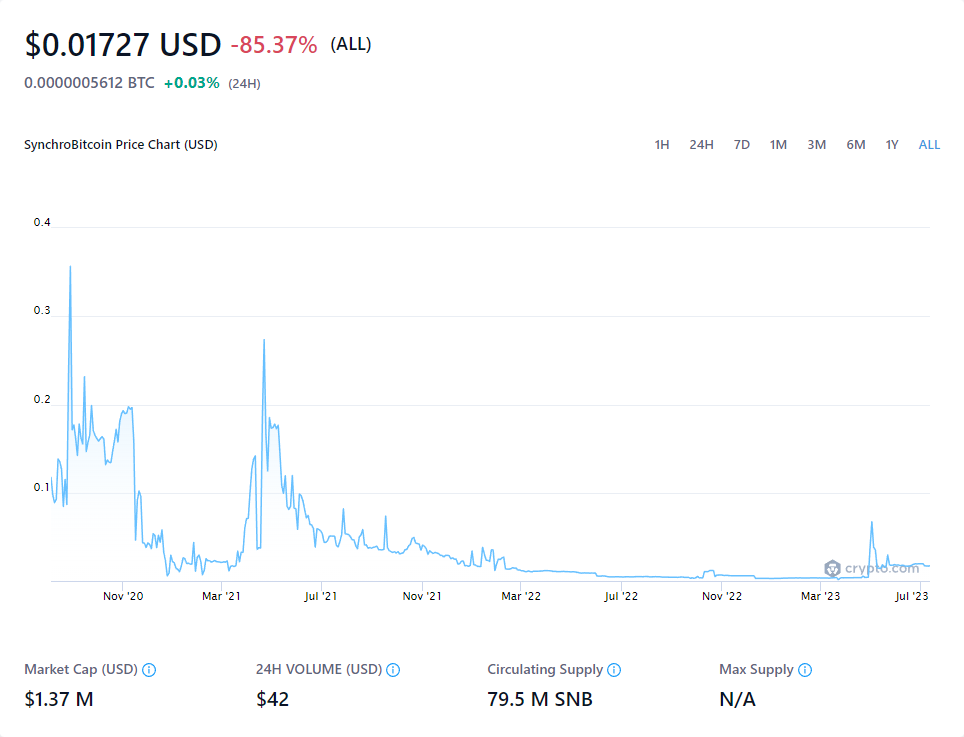 $0.01727 USD -85.37% (ALL)
0.0000005612 BTC +0.03% (24H)
SynchroBitcoin Price Chart (USD) 1H 24H 7D 1M 3M 6M 1Y ALL
0.4
0.3
0.2
0.1
crypto.com
Nov '20 Mar '21 Jul '21 Nov '21 Mar '22 Jul '22 Nov '22 Mar '23 Jul '23
Market Cap (USD) 24H VOLUME (USD) Circulating Supply Max Supply
$1.37 M $42 79.5 M SNB N/A